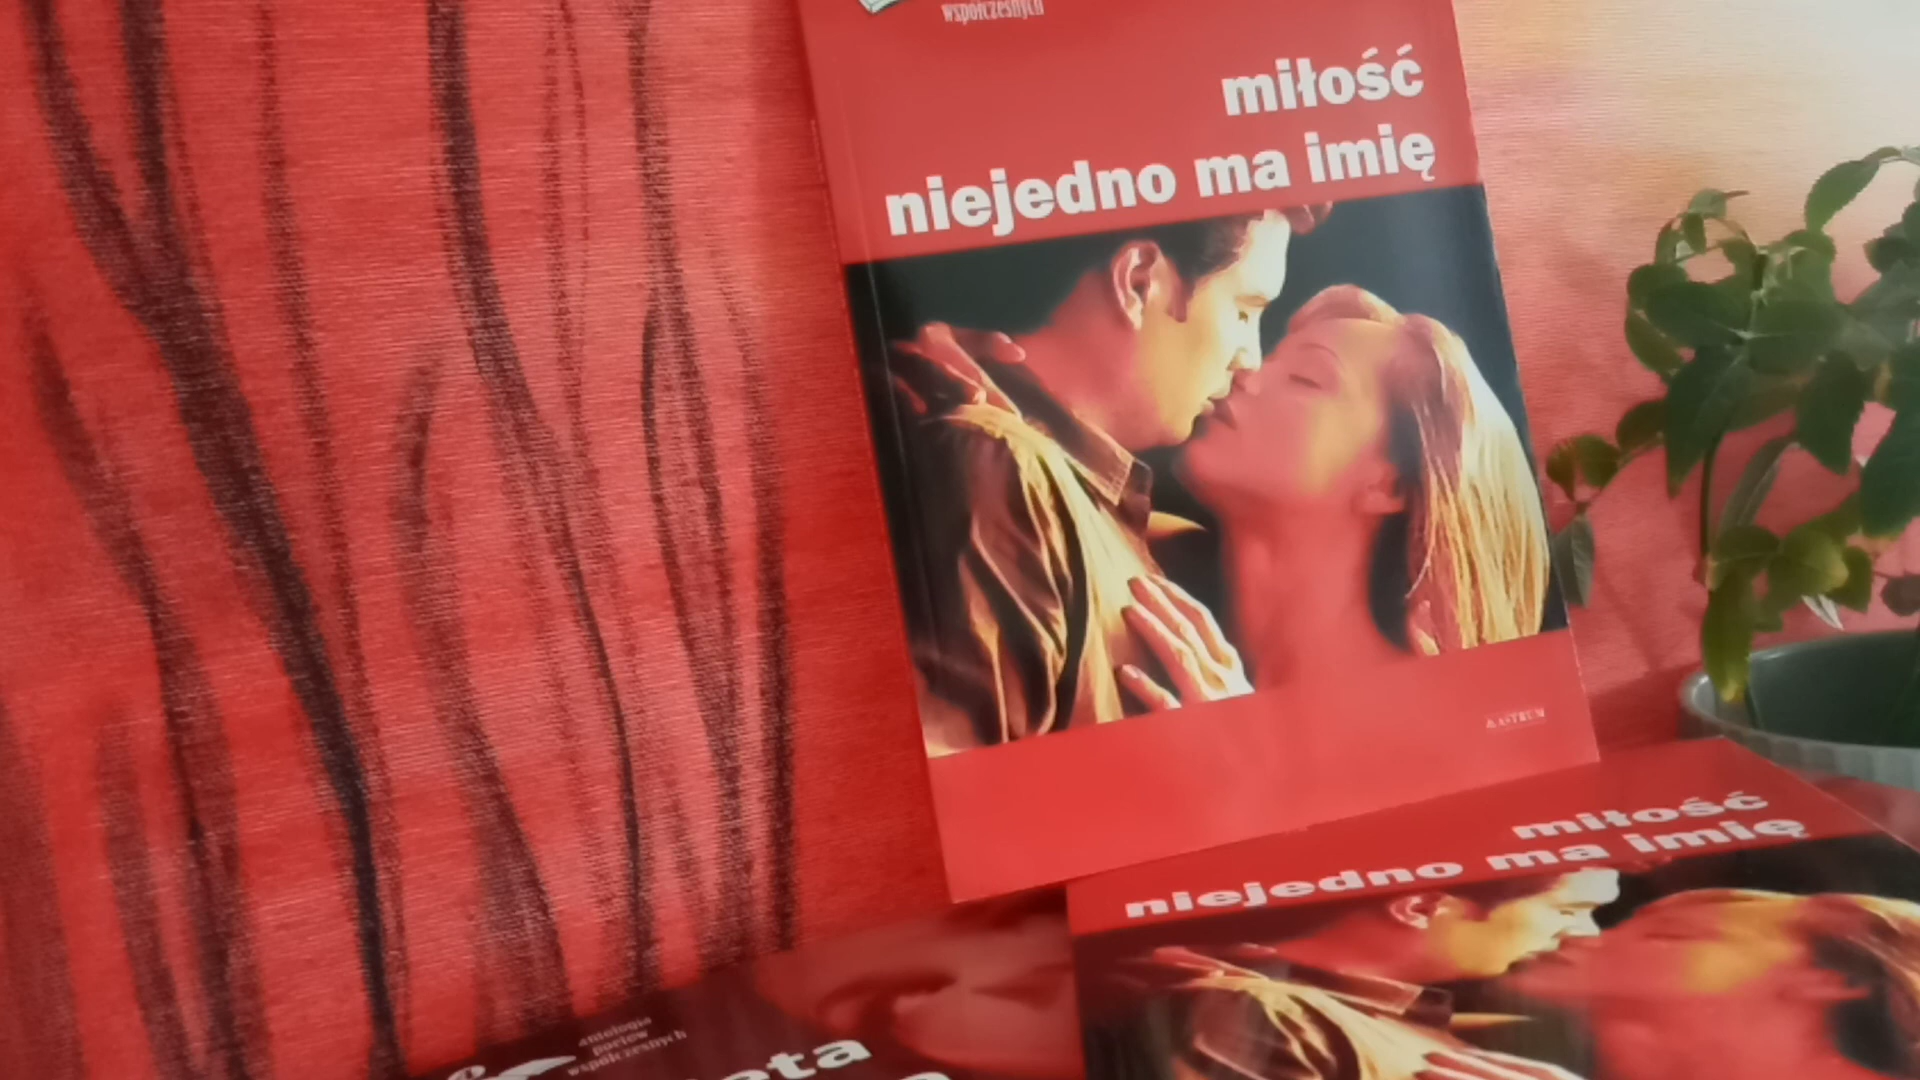 współczesnych
miłość
niejedno ma imię
ASTRUM
miłość
niejedno ma imię
antologia
poetów
współczesnych